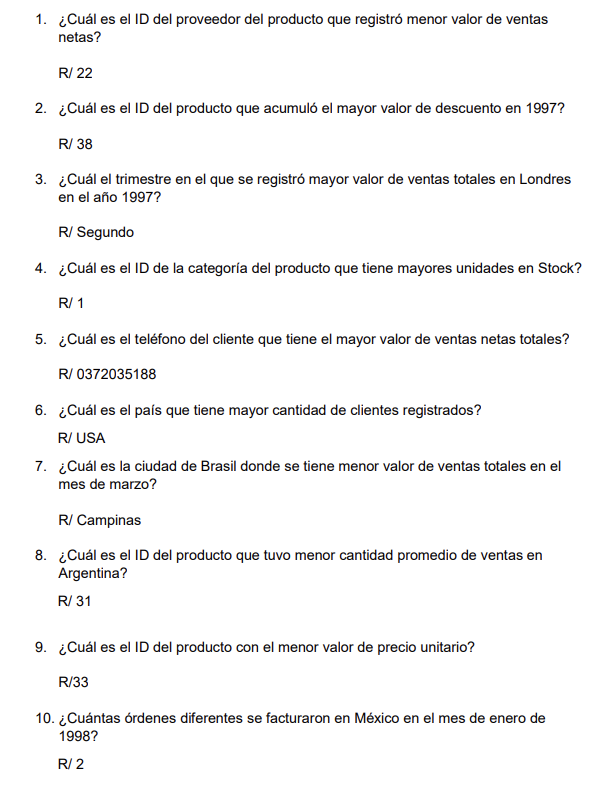 1. ¿Cuál es el ID del proveedor del producto que registró menor valor de ventas
netas?
R/ 22
2. ¿Cuál es el ID del producto que acumuló el mayor valor de descuento en 1997?
R/ 38
3. ¿Cuál el trimestre en el que se registró mayor valor de ventas totales en Londres
en el año 1997?
R/ Segundo
4. ¿Cuál es el ID de la categoría del producto que tiene mayores unidades en Stock?
R/ 1
5. ¿Cuál es el teléfono del cliente que tiene el mayor valor de ventas netas totales?
R/ 0372035188
6. ¿Cuál es el país que tiene mayor cantidad de clientes registrados?
R/ USA
7. ¿Cuál es la ciudad de Brasil donde se tiene menor valor de ventas totales en el
mes de marzo?
R/ Campinas
8. ¿Cuál es el ID del producto que tuvo menor cantidad promedio de ventas en
Argentina?
R/ 31
9. ¿Cuál es el ID del producto con el menor valor de precio unitario?
R/33
10. ¿Cuántas órdenes diferentes se facturaron en México en el mes de enero de
1998?
R/ 2